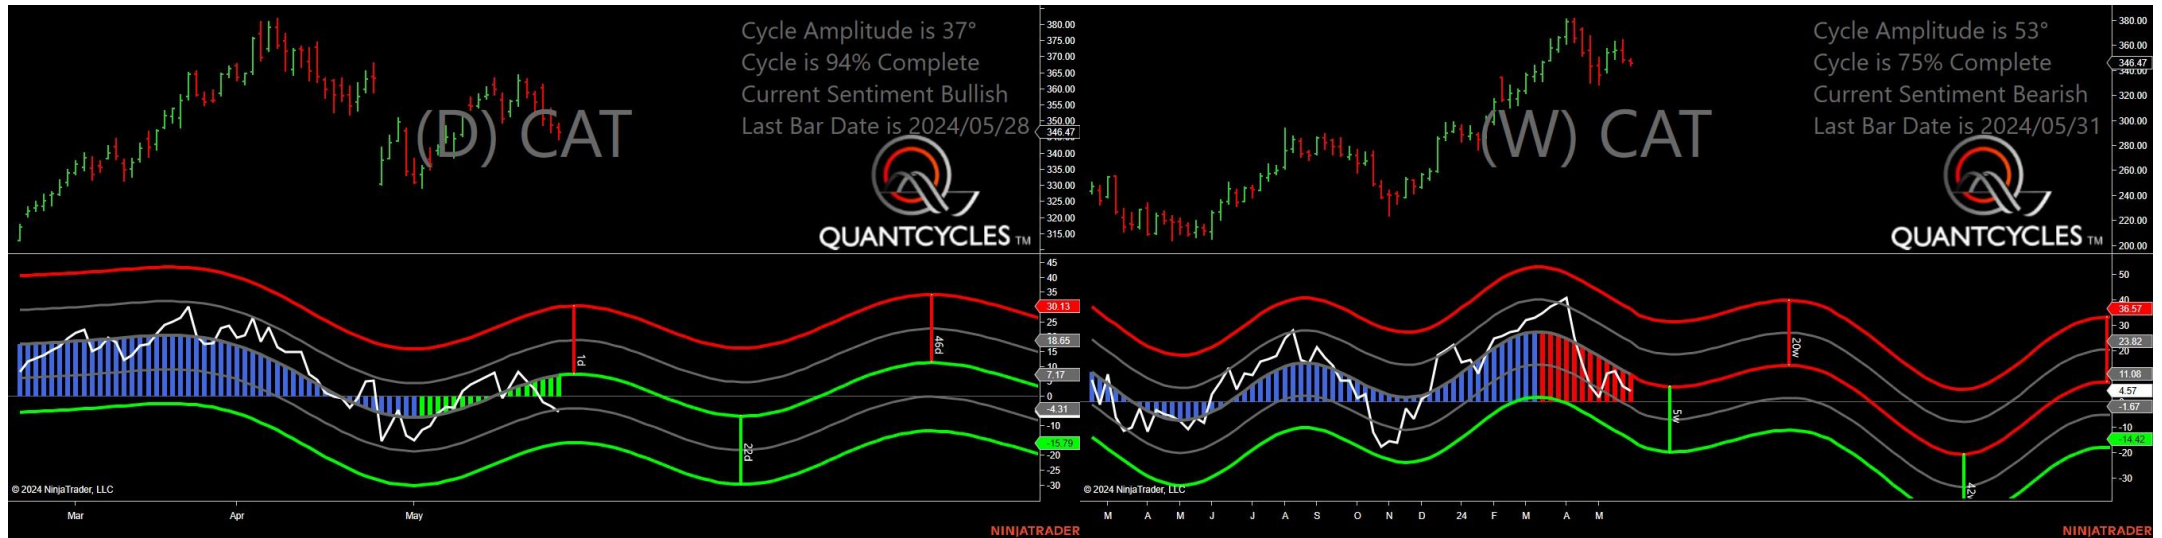 Cycle Amplitude is 37°
Cycle is 94% Complete
Current Sentiment Bullish
Last Bar Date is 2024/05/28
(D) CAT
QUANTCYCLES TM
380.00
375.00
370.00
365.00
360.00
355.00
350.00
346.47
340.00
335.00
330.00
325.00
320.00
315.00
45
40
35
30.13
25
18.65
15
10
7.17
0
-4.31
-10
-15.79
-20
-25
-30
1d
22d
46d
© 2024 NinjaTrader, LLC
Mar
Apr
May
NINJATRADER
Cycle Amplitude is 53°
Cycle is 75% Complete
Current Sentiment Bearish
Last Bar Date is 2024/05/31
(W) CAT
QUANTCYCLES TM
380.00
360.00
346.47
340.00
320.00
300.00
280.00
260.00
240.00
220.00
200.00
50
40
36.57
30
23.82
20
11.08
4.57
-1.67
-10
-14.42
-20
-30
5w
20w
© 2024 NinjaTrader, LLC
M A M J J A S O N D 24 F M A M
NINJATRADER